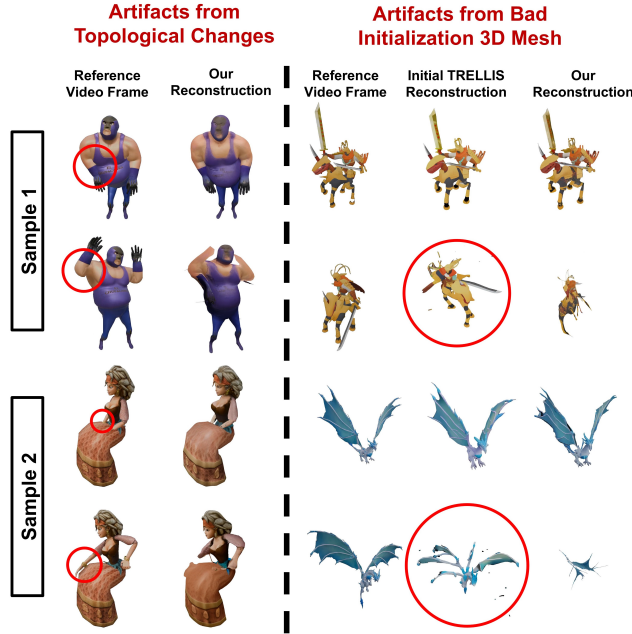 Artifacts from
Topological Changes
Artifacts from Bad
Initialization 3D Mesh
Reference
Video Frame
Our
Reconstruction
Reference
Video Frame
Initial TRELLIS
Reconstruction
Our
Reconstruction
Sample 1
Sample 2